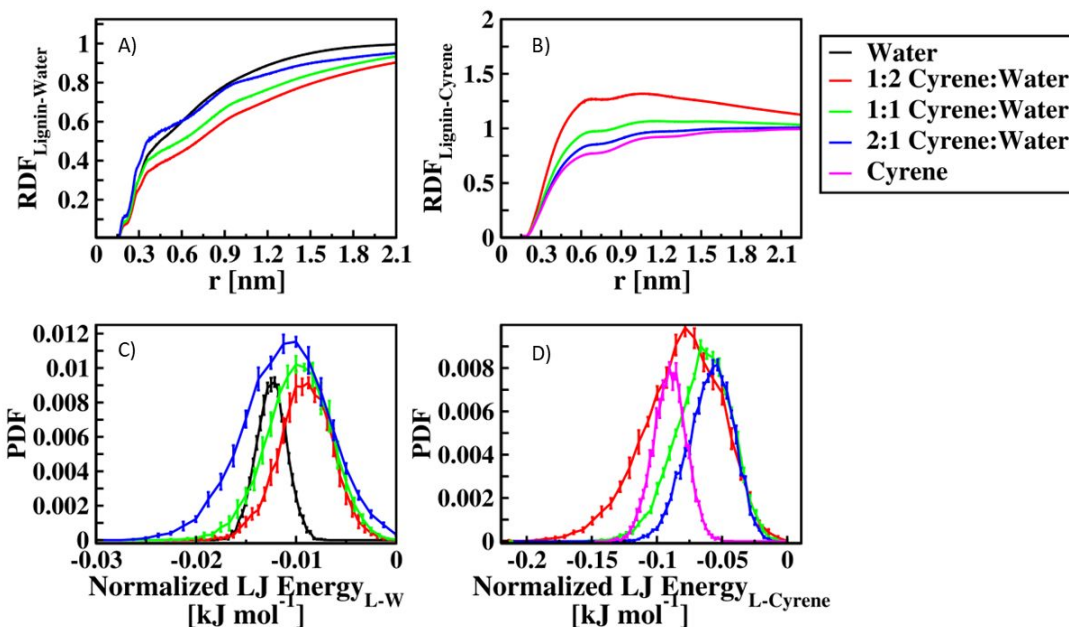 A)
RDF_Lignin-Water
1
0.8
0.6
0.4
0.2
0 0.3 0.6 0.9 1.2 1.5 1.8 2.1
r [nm]
B)
RDF_Lignin-Cyrene
2
1.5
1
0.5
0
0 0.3 0.6 0.9 1.2 1.5 1.8 2.1
r [nm]
Water
1:2 Cyrene:Water
1:1 Cyrene:Water
2:1 Cyrene:Water
Cyrene
C)
PDF
0.012
0.01
0.008
0.006
0.004
0.002
0
-0.03 -0.02 -0.01 0
Normalized LJ Energy_L-W
[kJ mol^-1]
D)
PDF
0.008
0.006
0.004
0.002
0
-0.2 -0.15 -0.1 -0.05 0
Normalized LJ Energy_L-Cyrene
[kJ mol^-1]